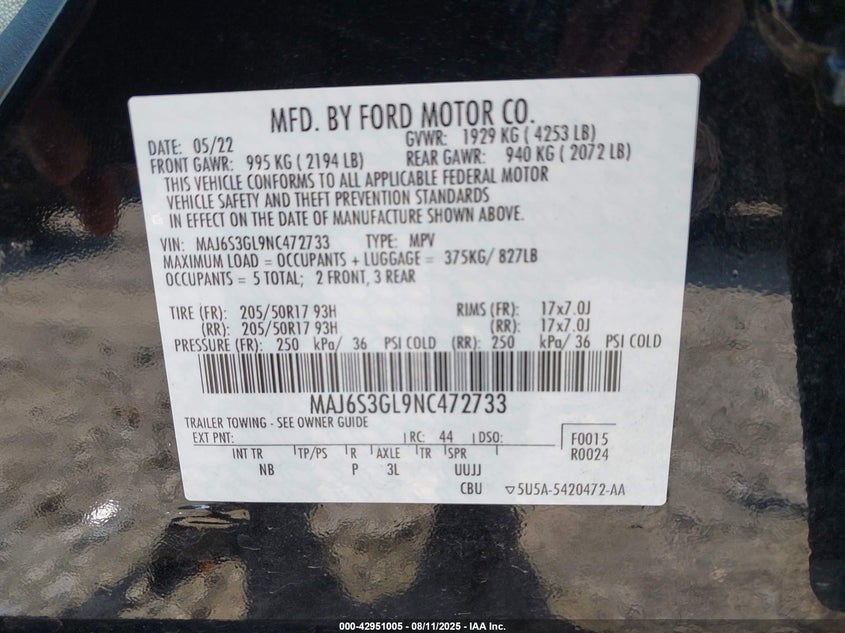 MFD. BY FORD MOTOR CO.
DATE: 05/22 GVWR: 1929 KG ( 4253 LB)
FRONT GAWR: 995 KG ( 2194 LB) REAR GAWR: 940 KG ( 2072 LB)
THIS VEHICLE CONFORMS TO ALL APPLICABLE FEDERAL MOTOR
VEHICLE SAFETY AND THEFT PREVENTION STANDARDS
IN EFFECT ON THE DATE OF MANUFACTURE SHOWN ABOVE.
VIN: MAJ6S3GL9NC472733 TYPE: MPV
MAXIMUM LOAD = OCCUPANTS + LUGGAGE = 375KG/ 827LB
OCCUPANTS = 5 TOTAL; 2 FRONT, 3 REAR
TIRE (FR): 205/50R17 93H RIMS (FR): 17x7.0J
(RR): 205/50R17 93H (RR): 17x7.0J
PRESSURE (FR): 250 kPa/ 36 PSI COLD (RR): 250 kPa/ 36 PSI COLD
MAJ6S3GL9NC472733
TRAILER TOWING - SEE OWNER GUIDE
EXT PNT: RC: 44 DSO: F0015
R0024
INT TR TP/PS R AXLE TR SPR
NB P 3L UUJJ
CBU ▽5U5A-5420472-AA
000-42951005 - 08/11/2025 - IAA Inc.